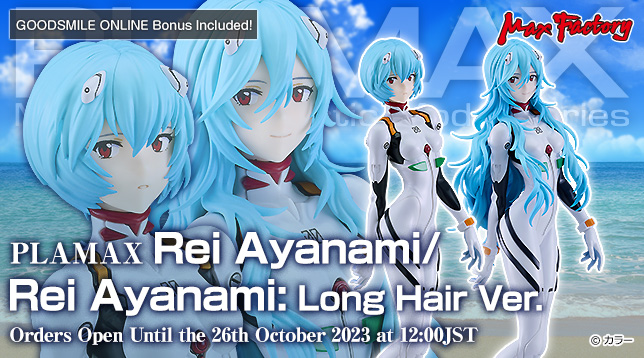 GOODSMILE ONLINE Bonus Included!
Max Factory
PLAMAX Rei Ayanami/
Rei Ayanami: Long Hair Ver.
Orders Open Until the 26th October 2023 at 12:00JST
© カラー